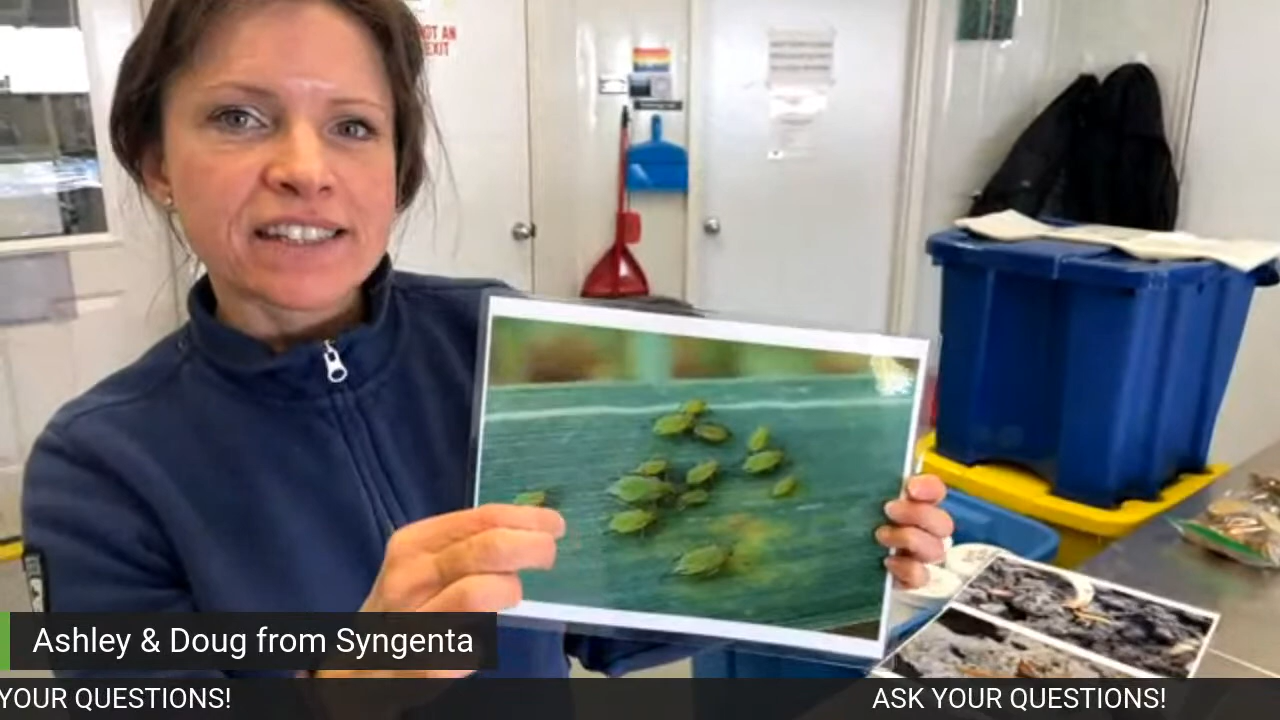 NOT AN
EXIT
Ashley & Doug from Syngenta
YOUR QUESTIONS!
ASK YOUR QUESTIONS!